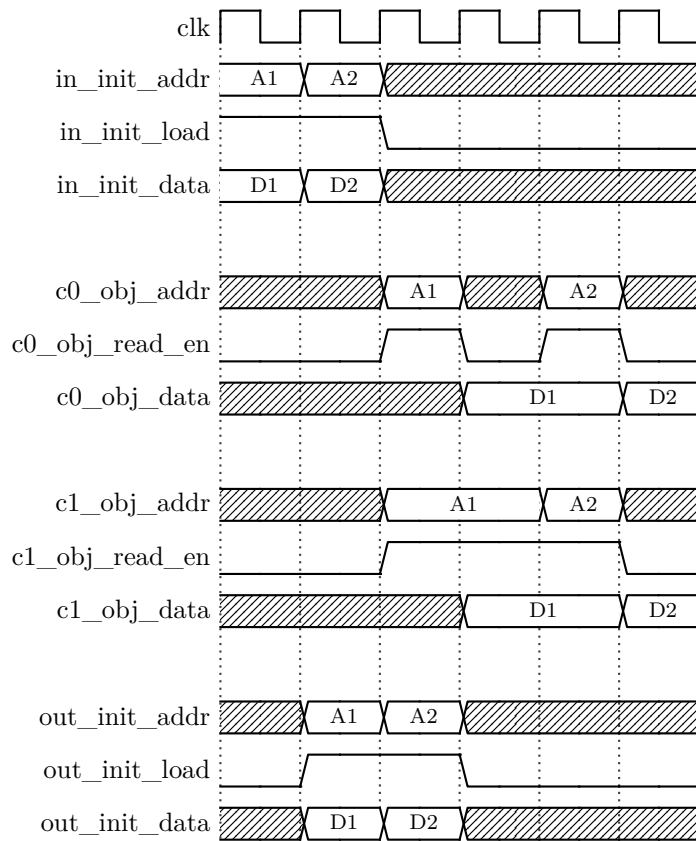 clk
in_init_addr A1 A2
in_init_load
in_init_data D1 D2
c0_obj_addr A1 A2
c0_obj_read_en
c0_obj_data D1 D2
c1_obj_addr A1 A2
c1_obj_read_en
c1_obj_data D1 D2
out_init_addr A1 A2
out_init_load
out_init_data D1 D2